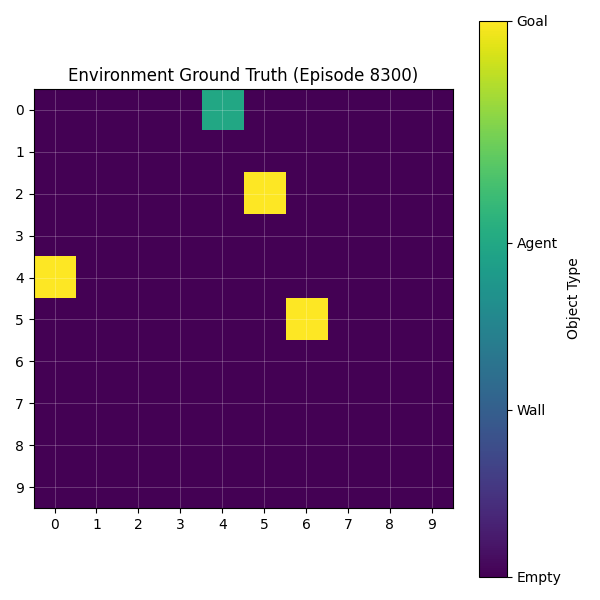 Environment Ground Truth (Episode 8300)
0
1
2
3
4
5
6
7
8
9
0 1 2 3 4 5 6 7 8 9
Goal
Agent
Wall
Empty
Object Type